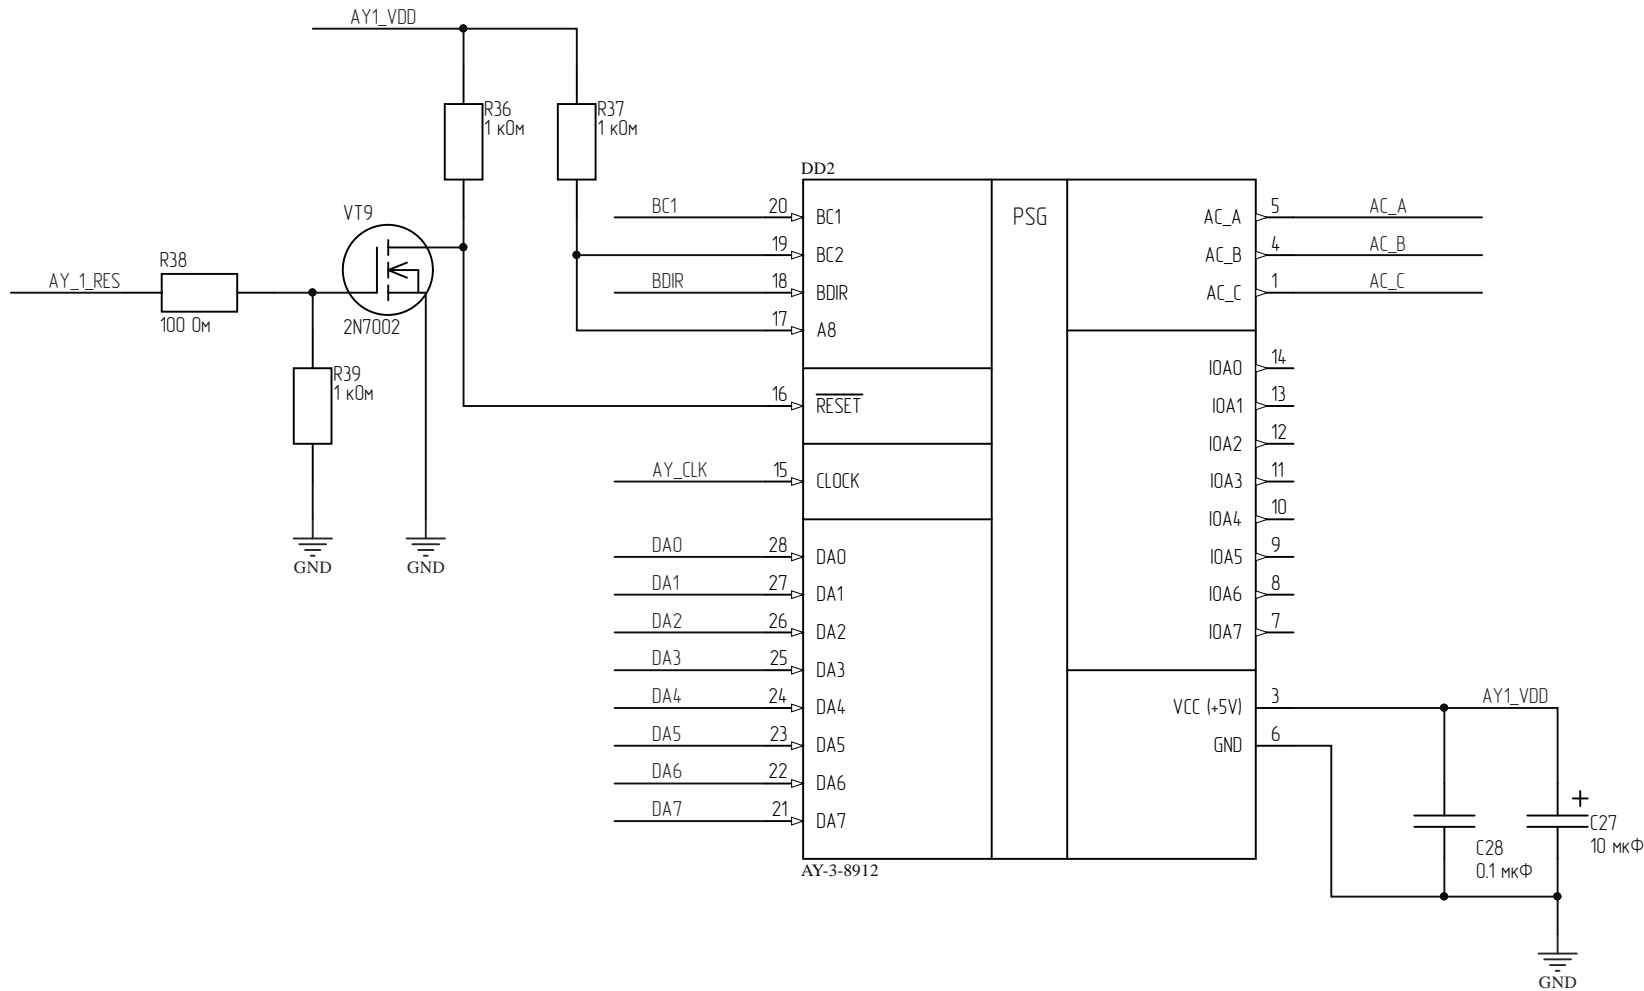 AY1_VDD
R36
1 кОм
R37
1 кОм
VT9
2N7002
AY_1_RES
R38
100 Ом
R39
1 кОм
GND
GND
DD2
PSG
BC1 20 BC1
19 BC2
BDIR 18 BDIR
17 A8
16 RESET
AY_CLK 15 CLOCK
DA0 28 DA0
DA1 27 DA1
DA2 26 DA2
DA3 25 DA3
DA4 24 DA4
DA5 23 DA5
DA6 22 DA6
DA7 21 DA7
AC_A 5 AC_A
AC_B 4 AC_B
AC_C 1 AC_C
IOA0 14
IOA1 13
IOA2 12
IOA3 11
IOA4 10
IOA5 9
IOA6 8
IOA7 7
VCC (+5V) 3 AY1_VDD
GND 6
AY-3-8912
+
C27
10 мкФ
C28
0.1 мкФ
GND